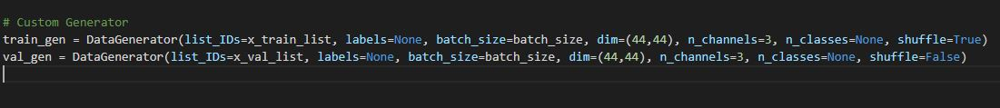 # Custom Generator
train_gen = DataGenerator(list_IDs=x_train_list, labels=None, batch_size=batch_size, dim=(44,44), n_channels=3, n_classes=None, shuffle=True)
val_gen = DataGenerator(list_IDs=x_val_list, labels=None, batch_size=batch_size, dim=(44,44), n_channels=3, n_classes=None, shuffle=False)